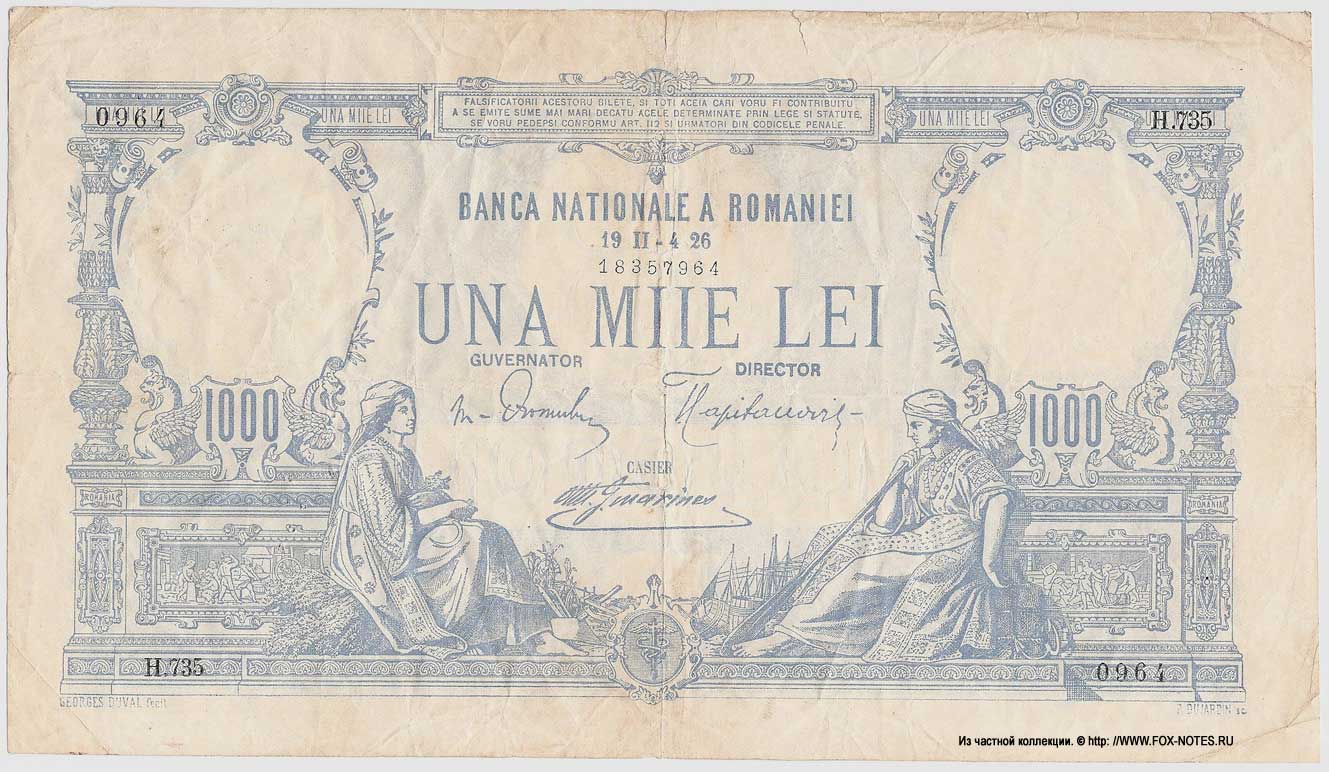 FALSIFICATORII ACESTORU BILETE, SI TOTI ACEIA CARI VORU FI CONTRIBUITU
A SE EMITE SUME MAI MARI DECATU ACELE DETERMINATE PRIN LEGE SI STATUTE,
SE VORU PEDEPSI CONFORMU ART. 112 SI URMATORI DIN CODICELE PENALE.
0964
UNA MIIE LEI
UNA MIIE LEI
H.735
BANCA NATIONALE A ROMANIEI
19 II - 4 26
18357964
UNA MIIE LEI
GUVERNATOR
DIRECTOR
1000
1000
CASIER
ROMANIA
ROMANIA
H.735
0964
GEORGES DUVAL fecit
F. DUJARDIN sc
Из частной коллекции. © http: //WWW.FOX-NOTES.RU